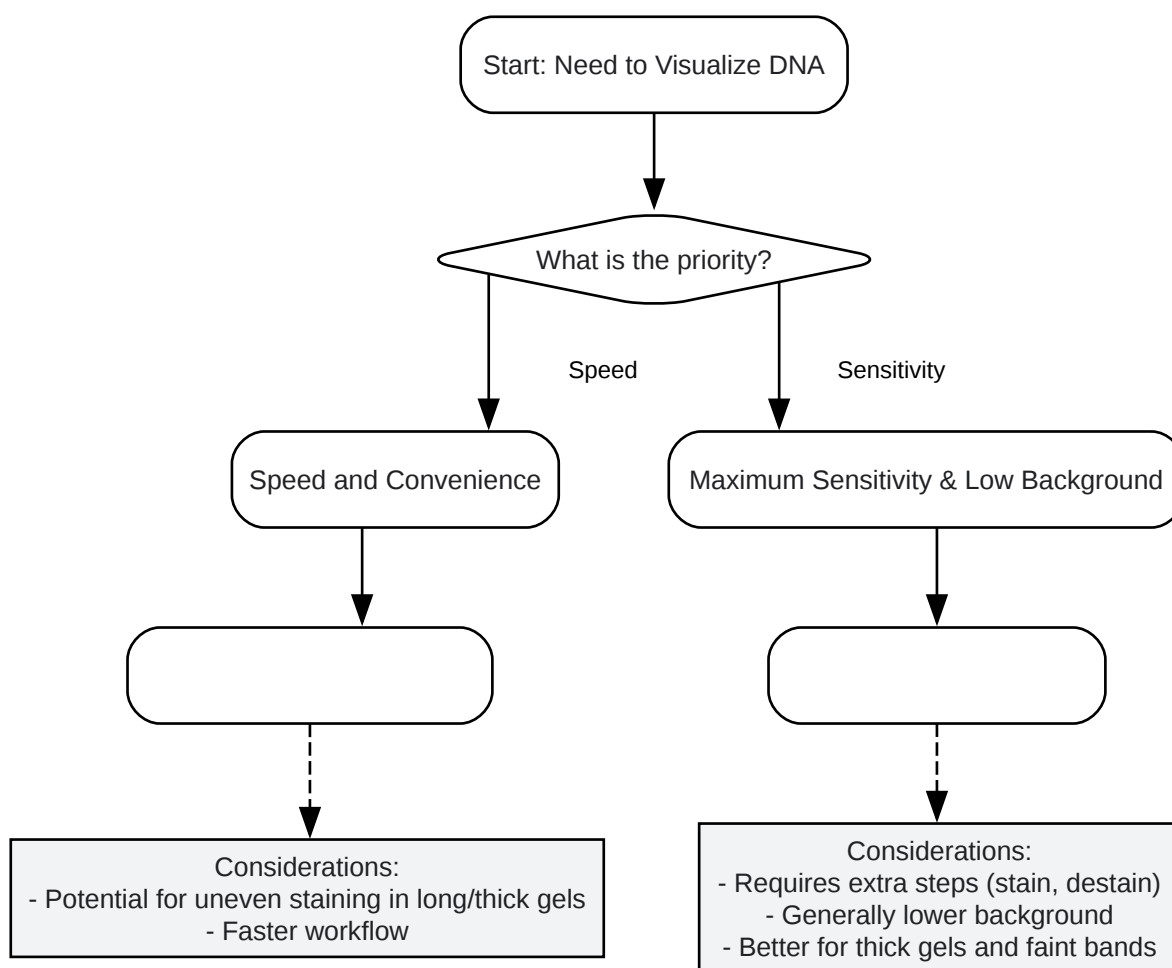 Start: Need to Visualize DNA
What is the priority?
Speed
Sensitivity
Speed and Convenience
Maximum Sensitivity & Low Background
Considerations:
- Potential for uneven staining in long/thick gels
- Faster workflow
Considerations:
- Requires extra steps (stain, destain)
- Generally lower background
- Better for thick gels and faint bands